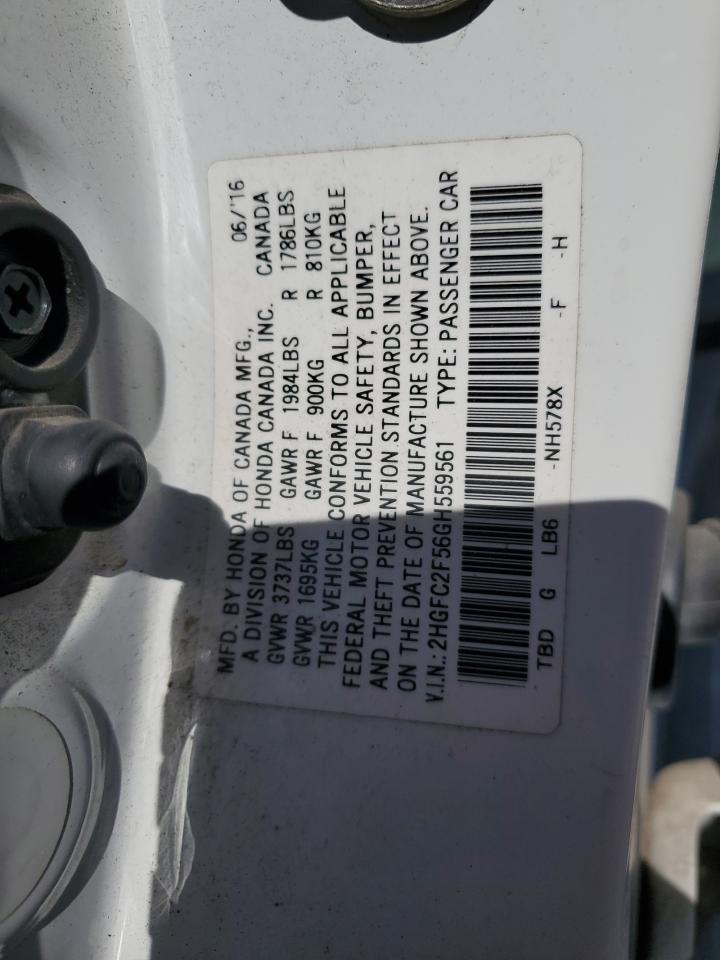 MFD. BY HONDA OF CANADA MFG., 06/'16
A DIVISION OF HONDA CANADA INC. CANADA
GVWR 3737LBS GAWR F 1984LBS R 1786LBS
GVWR 1695KG GAWR F 900KG R 810KG
THIS VEHICLE CONFORMS TO ALL APPLICABLE
FEDERAL MOTOR VEHICLE SAFETY, BUMPER,
AND THEFT PREVENTION STANDARDS IN EFFECT
ON THE DATE OF MANUFACTURE SHOWN ABOVE.
V.I.N.: 2HGFC2F56GH559561 TYPE: PASSENGER CAR
TBD G LB6 -NH578X -F -H